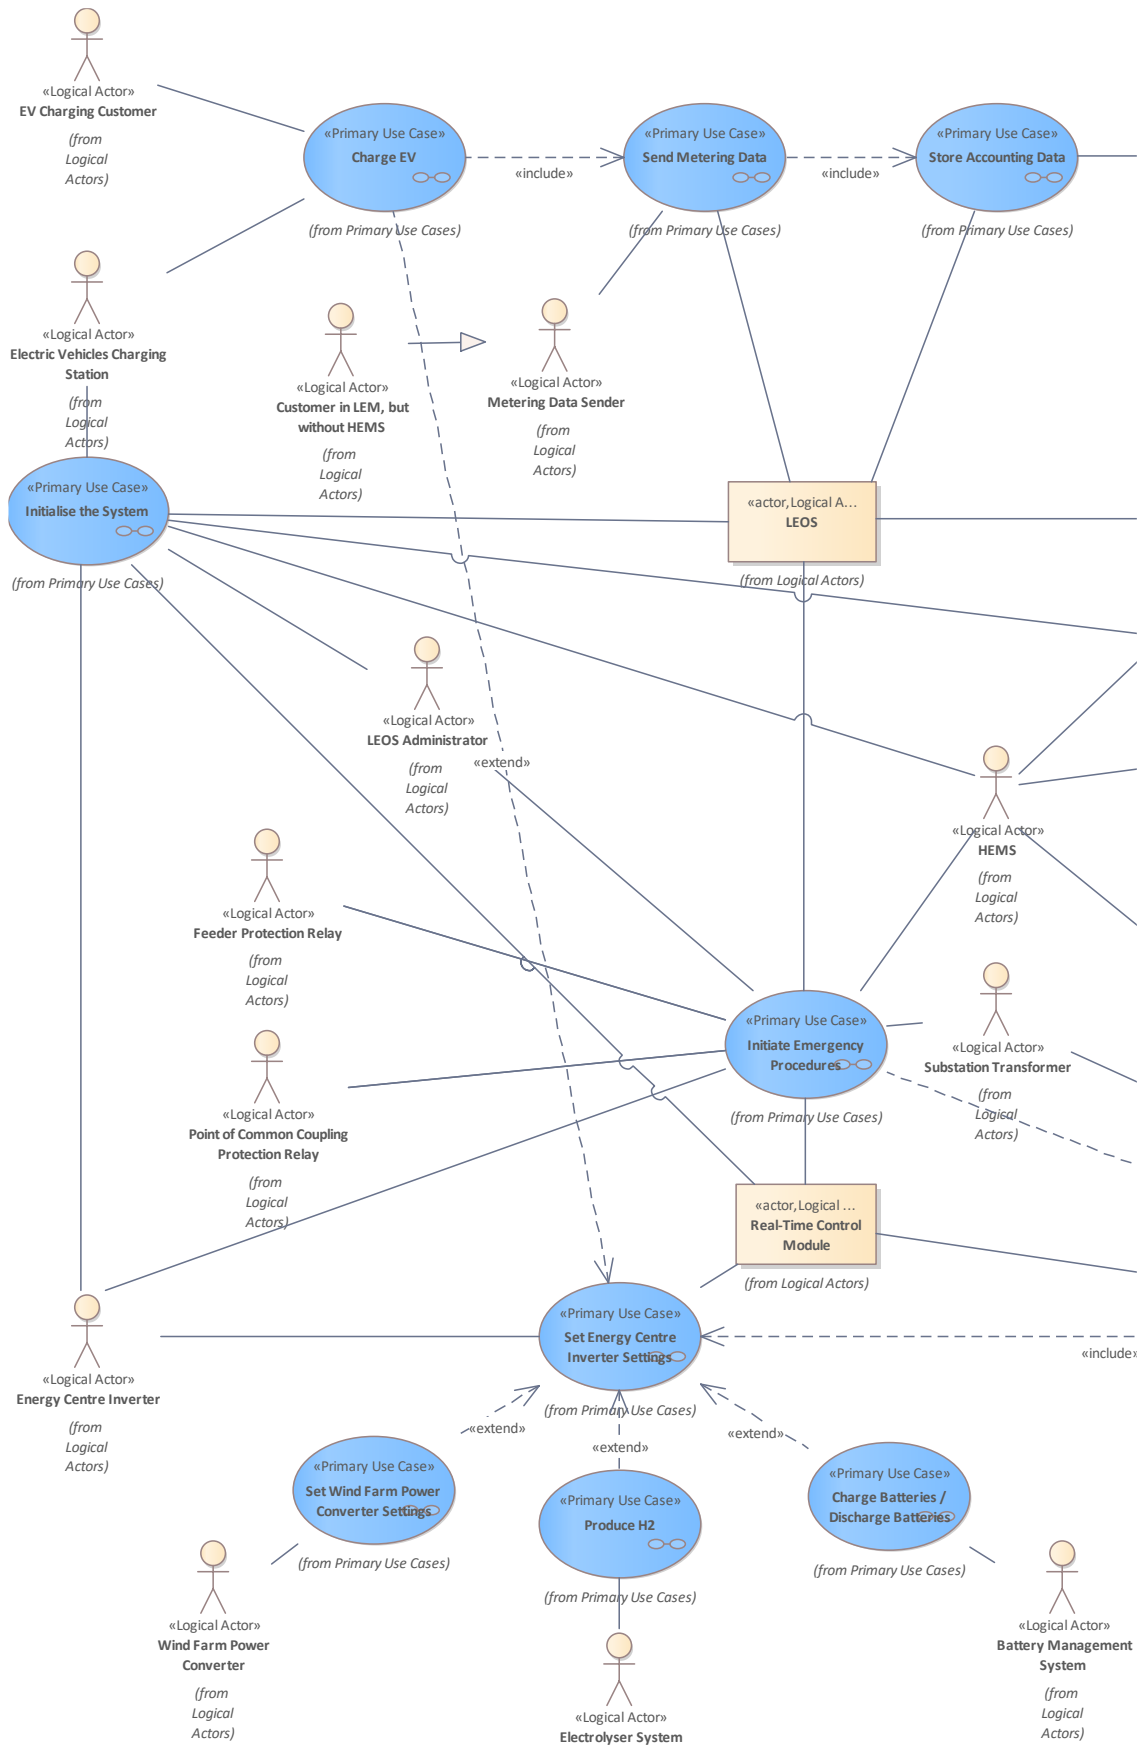 «Logical Actor»
EV Charging Customer
(from
Logical
Actors)
«Primary Use Case»
Charge EV
(from Primary Use Cases)
«include»
«Primary Use Case»
Send Metering Data
(from Primary Use Cases)
«include»
«Primary Use Case»
Store Accounting Data
(from Primary Use Cases)
«Logical Actor»
Electric Vehicles Charging
Station
(from
Logical
Actors)
«Logical Actor»
Customer in LEM, but
without HEMS
(from
Logical
Actors)
«Logical Actor»
Metering Data Sender
(from
Logical
Actors)
«Primary Use Case»
Initialise the System
(from Primary Use Cases)
«actor,Logical A...
LEOS
(from Logical Actors)
«Logical Actor»
LEOS Administrator
(from
Logical
Actors)
«extend»
«Logical Actor»
HEMS
(from
Logical
Actors)
«Logical Actor»
Feeder Protection Relay
(from
Logical
Actors)
«Primary Use Case»
Initiate Emergency
Procedures
(from Primary Use Cases)
«Logical Actor»
Substation Transformer
(from
Logical
Actors)
«Logical Actor»
Point of Common Coupling
Protection Relay
(from
Logical
Actors)
«actor,Logical ...
Real-Time Control
Module
(from Logical Actors)
«Logical Actor»
Energy Centre Inverter
(from
Logical
Actors)
«Primary Use Case»
Set Energy Centre
Inverter Settings
(from Primary Use Cases)
«include»
«extend»
«extend»
«extend»
«Primary Use Case»
Set Wind Farm Power
Converter Settings
(from Primary Use Cases)
«Primary Use Case»
Produce H2
(from Primary Use Cases)
«Primary Use Case»
Charge Batteries /
Discharge Batteries
(from Primary Use Cases)
«Logical Actor»
Wind Farm Power
Converter
(from
Logical
Actors)
«Logical Actor»
Electrolyser System
«Logical Actor»
Battery Management
System
(from
Logical
Actors)